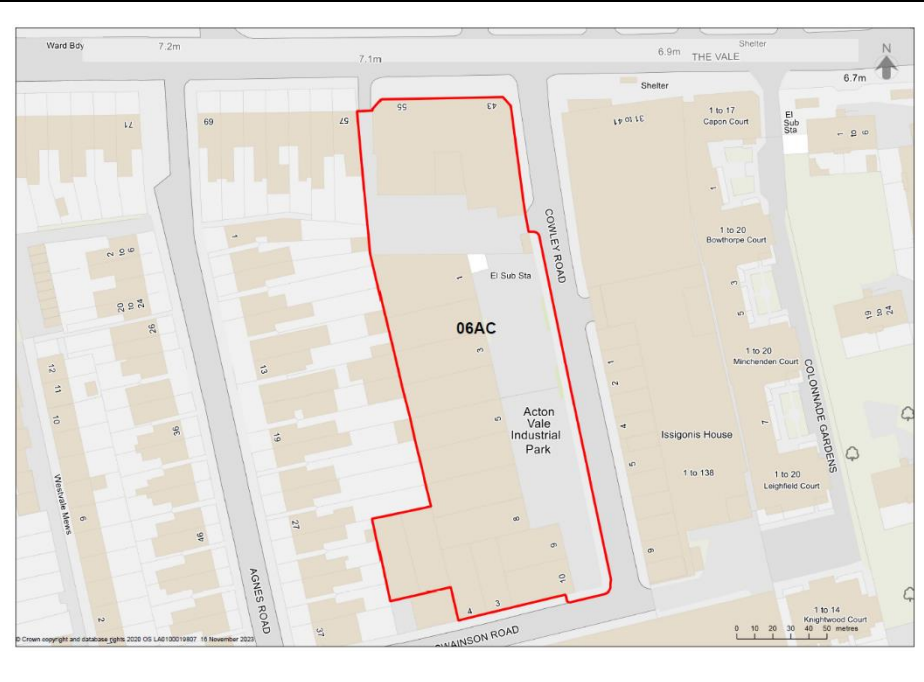 Ward Bdy
7.2m
7.1m
6.9m
Shelter
THE VALE
N
6.7m
Shelter
71
69
57
55
43
31 to 41
1 to 17
Capon Court
El
Sub
Sta
1
to
6
1
1
2
to
6
COWLEY ROAD
1 to 20
Bowthorpe Court
El Sub Sta
1
3
20
to
24
26
06AC
3
5
19
to
24
12
11
10
13
1
2
1 to 20
Minchenden Court
COLONNADE GARDENS
5
Acton
Vale
Industrial
Park
4
7
36
19
Issigonis House
5
1 to 138
1 to 20
Leighfield Court
Westvale Mews
6
46
27
8
9
6
10
AGNES ROAD
2
37
4
3
WAINSON ROAD
1 to 14
Knightwood Court
0 10 20 30 40 50 metres
© Crown copyright and database rights 2020 OS LA0100019807 16 November 2023